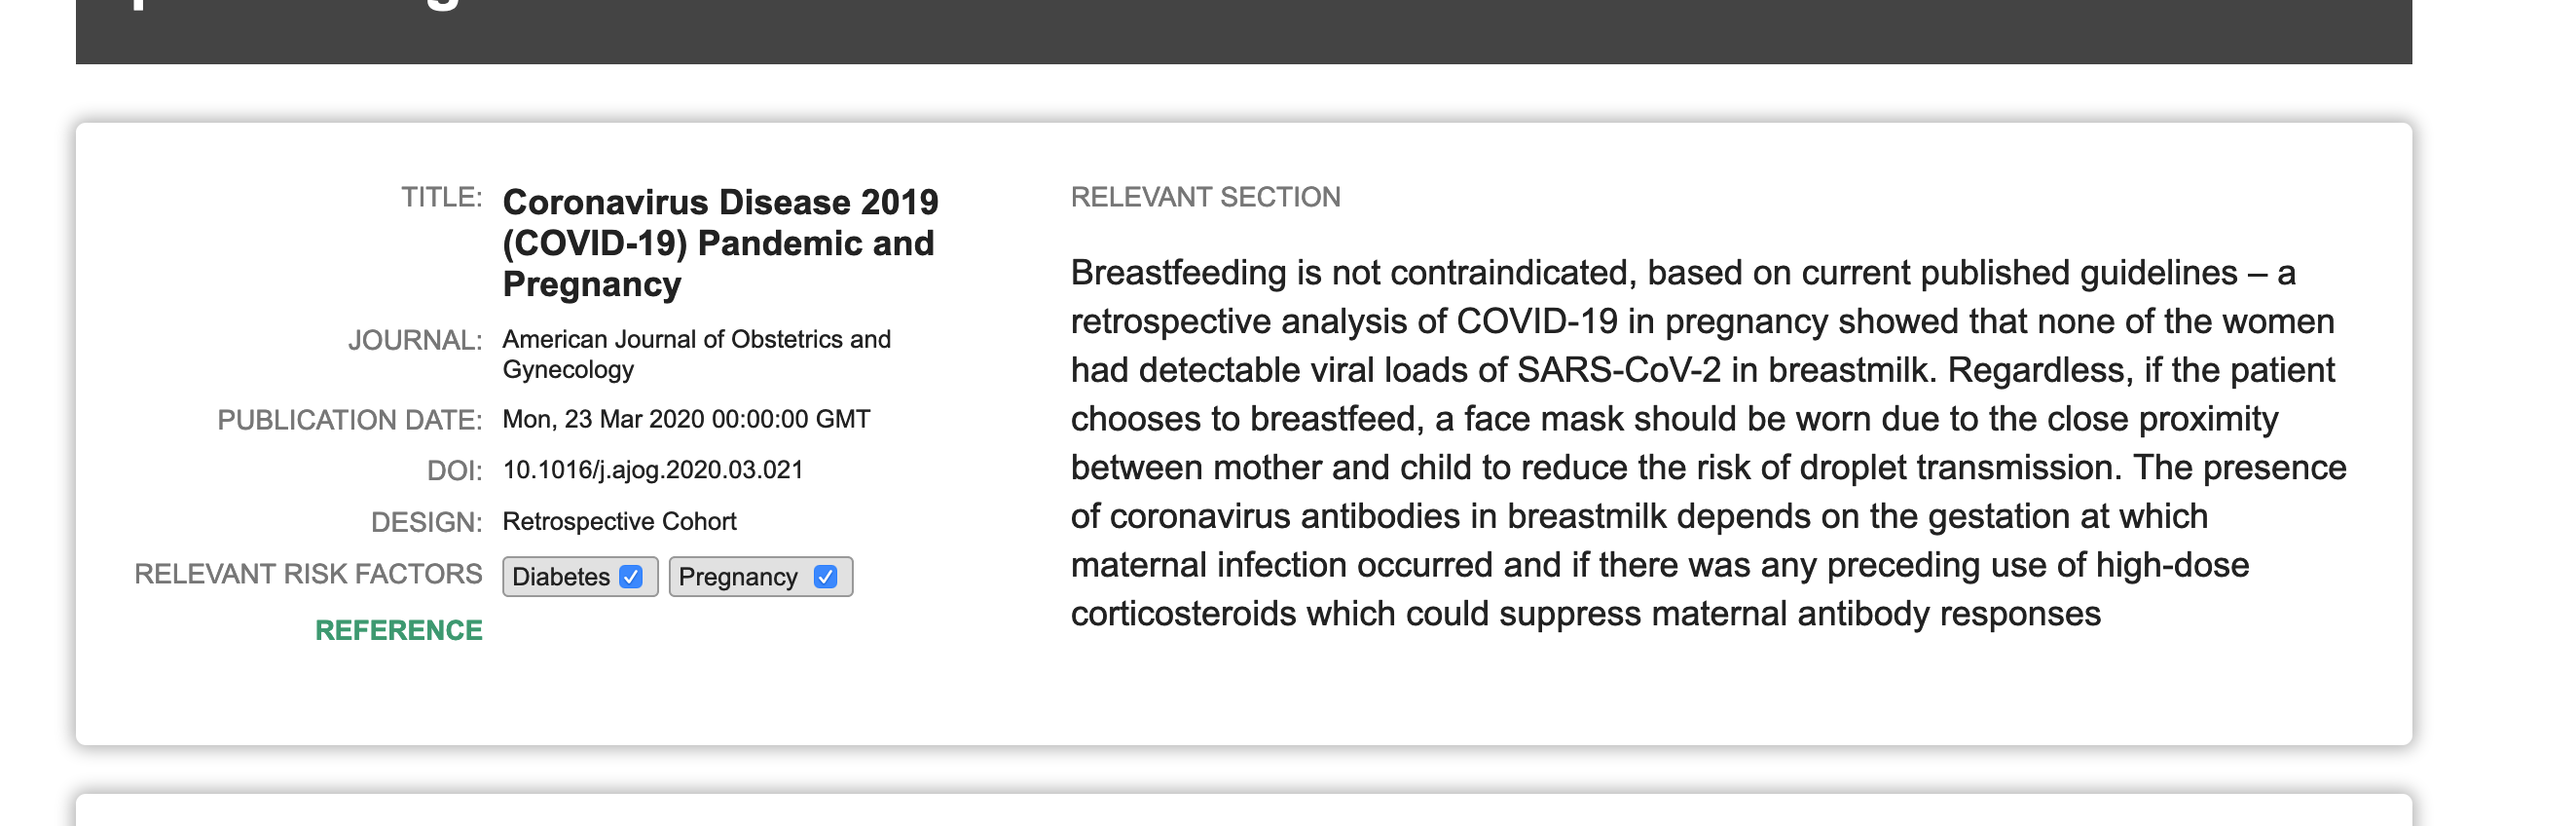 TITLE: Coronavirus Disease 2019
(COVID-19) Pandemic and
Pregnancy
JOURNAL: American Journal of Obstetrics and
Gynecology
PUBLICATION DATE: Mon, 23 Mar 2020 00:00:00 GMT
DOI: 10.1016/j.ajog.2020.03.021
DESIGN: Retrospective Cohort
RELEVANT RISK FACTORS Diabetes Pregnancy
REFERENCE
RELEVANT SECTION
Breastfeeding is not contraindicated, based on current published guidelines – a
retrospective analysis of COVID-19 in pregnancy showed that none of the women
had detectable viral loads of SARS-CoV-2 in breastmilk. Regardless, if the patient
chooses to breastfeed, a face mask should be worn due to the close proximity
between mother and child to reduce the risk of droplet transmission. The presence
of coronavirus antibodies in breastmilk depends on the gestation at which
maternal infection occurred and if there was any preceding use of high-dose
corticosteroids which could suppress maternal antibody responses